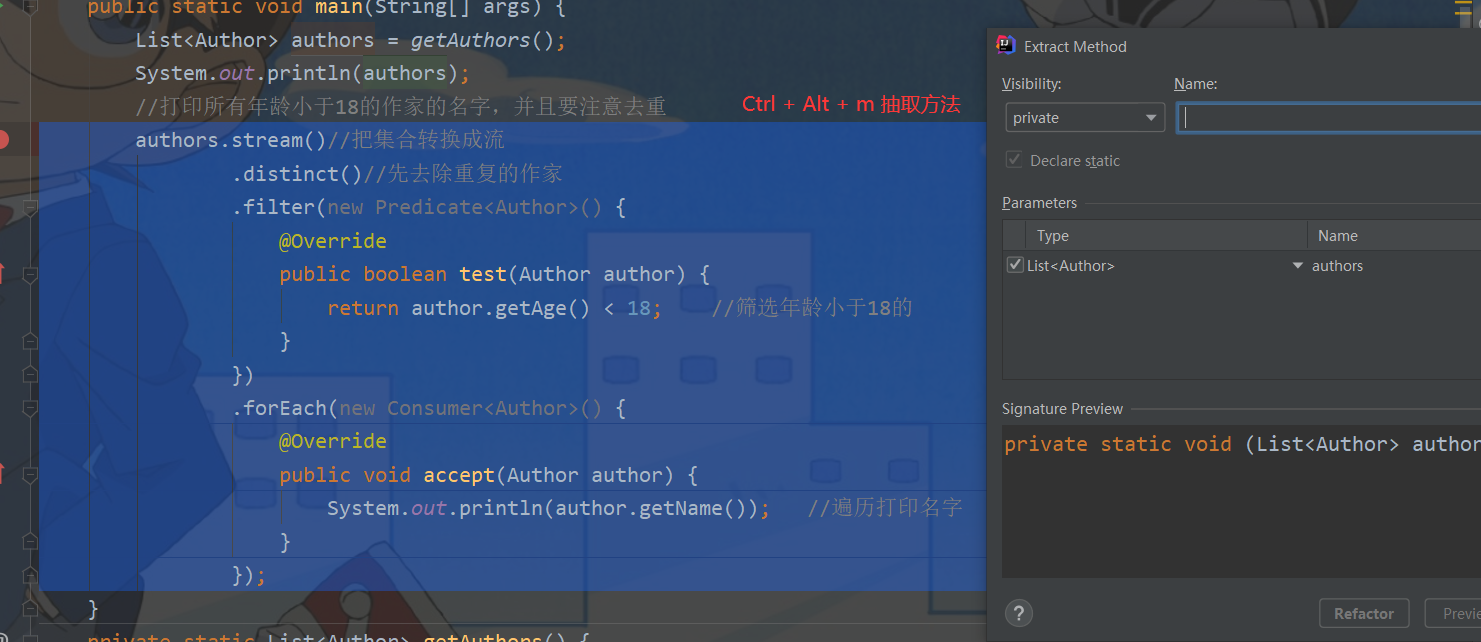 public static void main(String[] args) {
List<Author> authors = getAuthors();
System.out.println(authors);
//打印所有年龄小于18的作家的名字，并且要注意去重
Ctrl + Alt + m 抽取方法
authors.stream()//把集合转换成流
.distinct()//先去除重复的作家
.filter(new Predicate<Author>() {
@Override
public boolean test(Author author) {
return author.getAge() < 18; //筛选年龄小于18的
}
})
.forEach(new Consumer<Author>() {
@Override
public void accept(Author author) {
System.out.println(author.getName()); //遍历打印名字
}
});
}
private static List<Author> getAuthors() {
Extract Method
Visibility: Name:
private
Declare static
Parameters
Type Name
List<Author> authors
Signature Preview
private static void (List<Author> author
? Refactor Previe